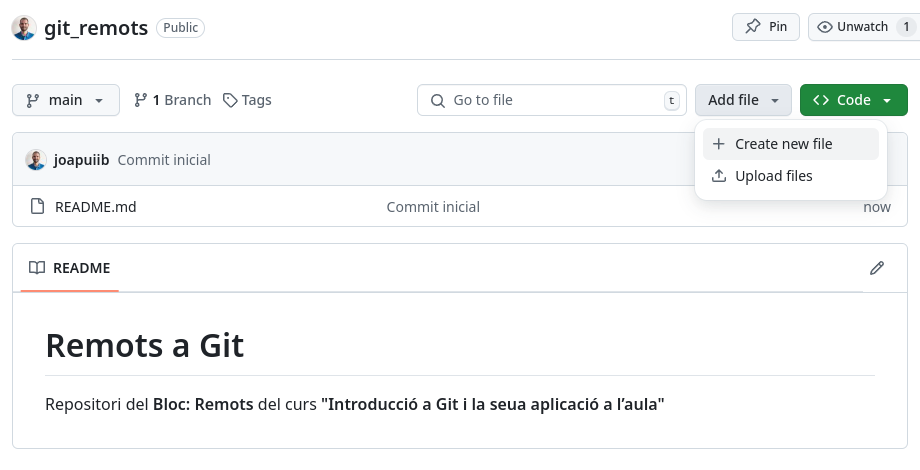 git_remots Public Pin Unwatch 1
main 1 Branch Tags Go to file t Add file Code
Create new file
joapuiib Commit inicial
Upload files
README.md Commit inicial now
README
Remots a Git
Repositori del Bloc: Remots del curs "Introducció a Git i la seua aplicació a l’aula"